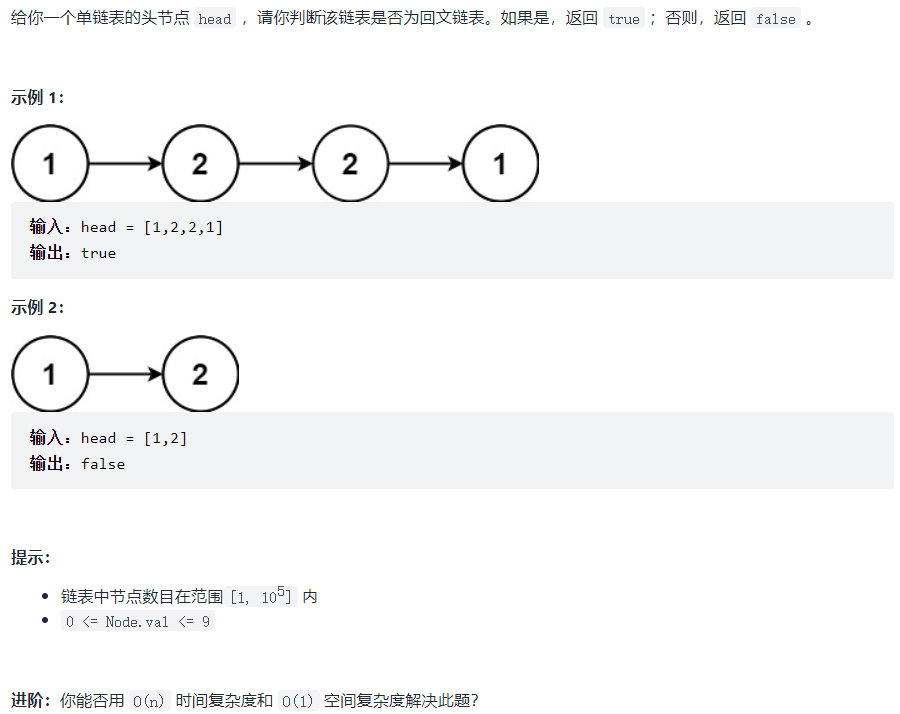 给你一个单链表的头节点 head ，请你判断该链表是否为回文链表。如果是，返回 true ；否则，返回 false 。
示例 1：
1 2 2 1
输入：head = [1,2,2,1]
输出：true
示例 2：
1 2
输入：head = [1,2]
输出：false
提示：
• 链表中节点数目在范围[1, 10⁵] 内
• 0 <= Node.val <= 9
进阶：你能否用 O(n) 时间复杂度和 O(1) 空间复杂度解决此题？